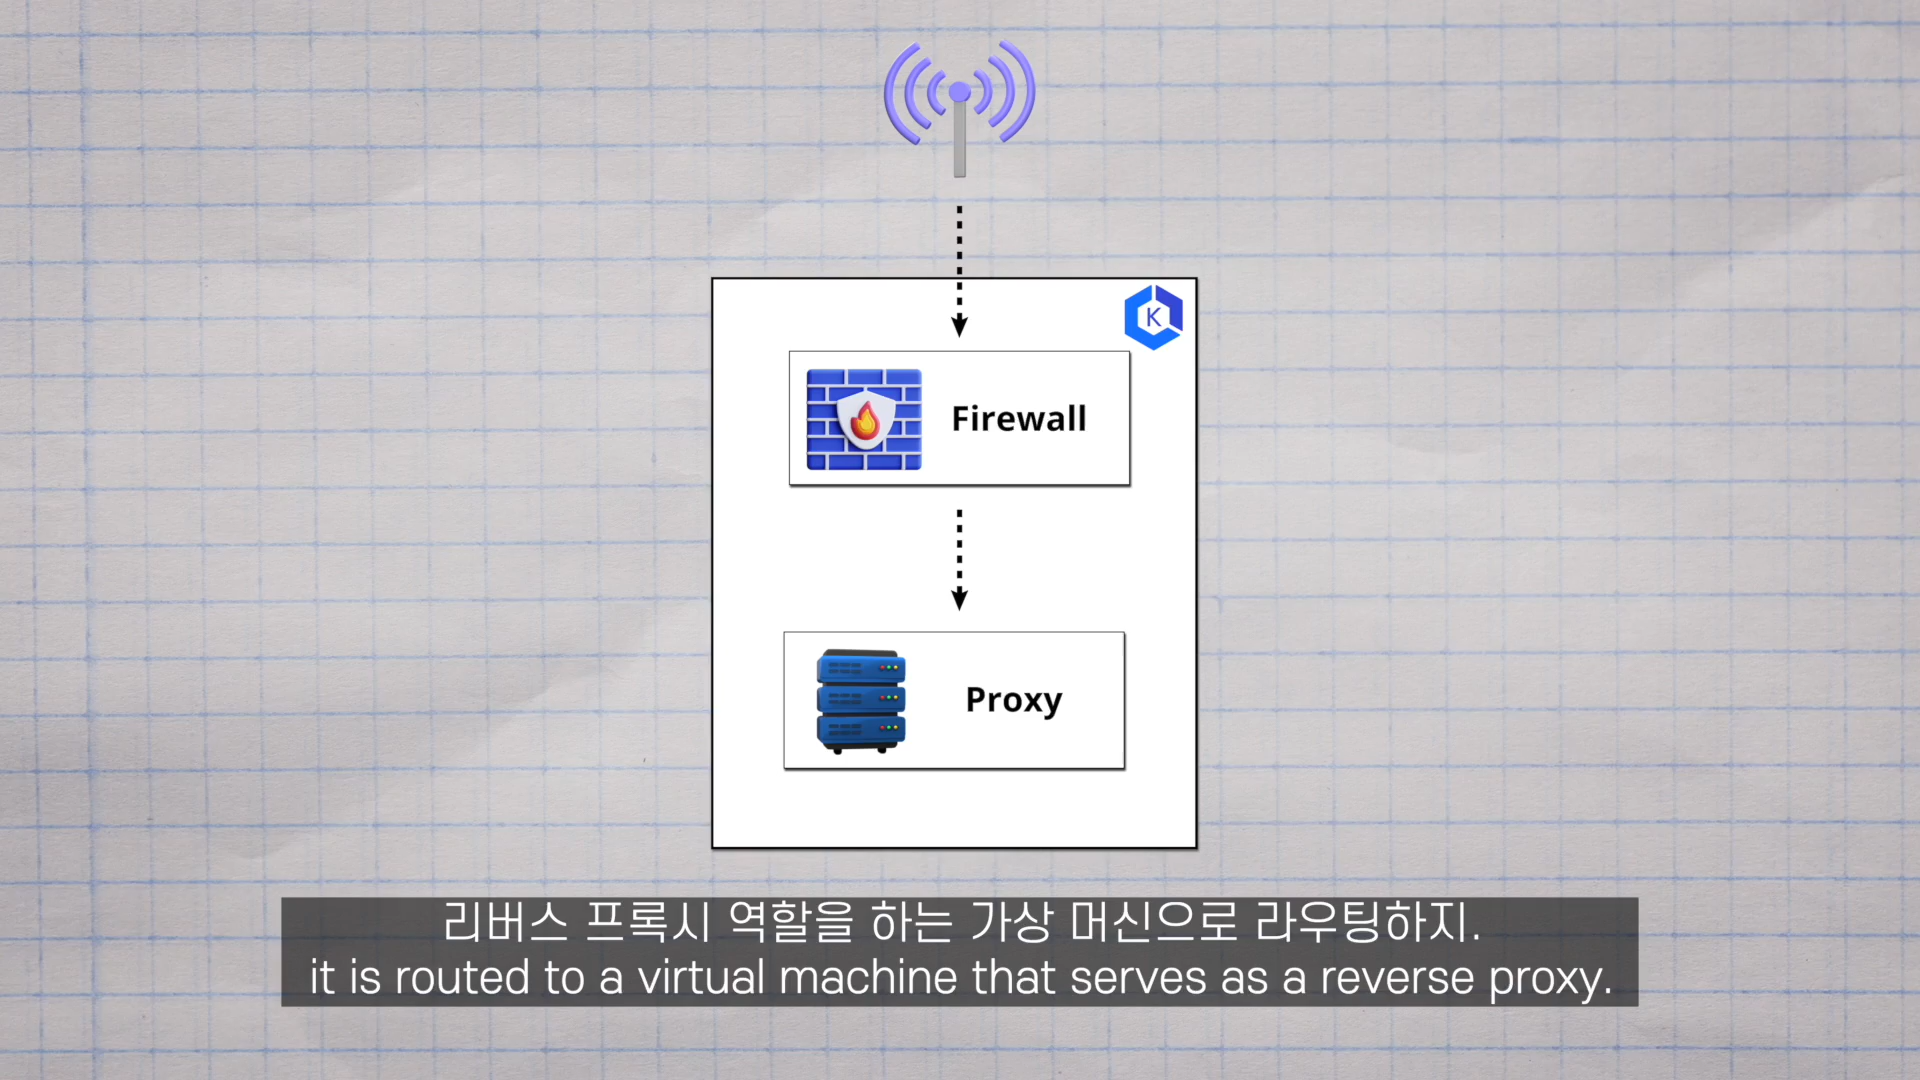 K
Firewall
Proxy
리버스 프록시 역할을 하는 가상 머신으로 라우팅하지.
it is routed to a virtual machine that serves as a reverse proxy.